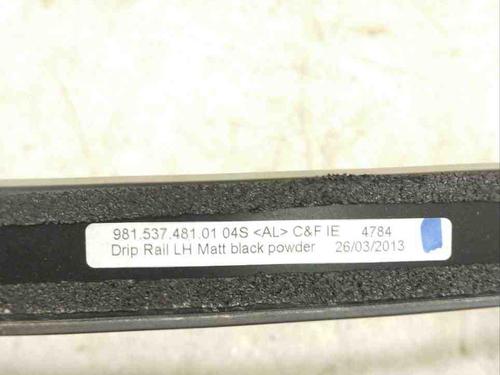 981.537.481.01 04S <AL> C&F IE 4784
Drip Rail LH Matt black powder 26/03/2013